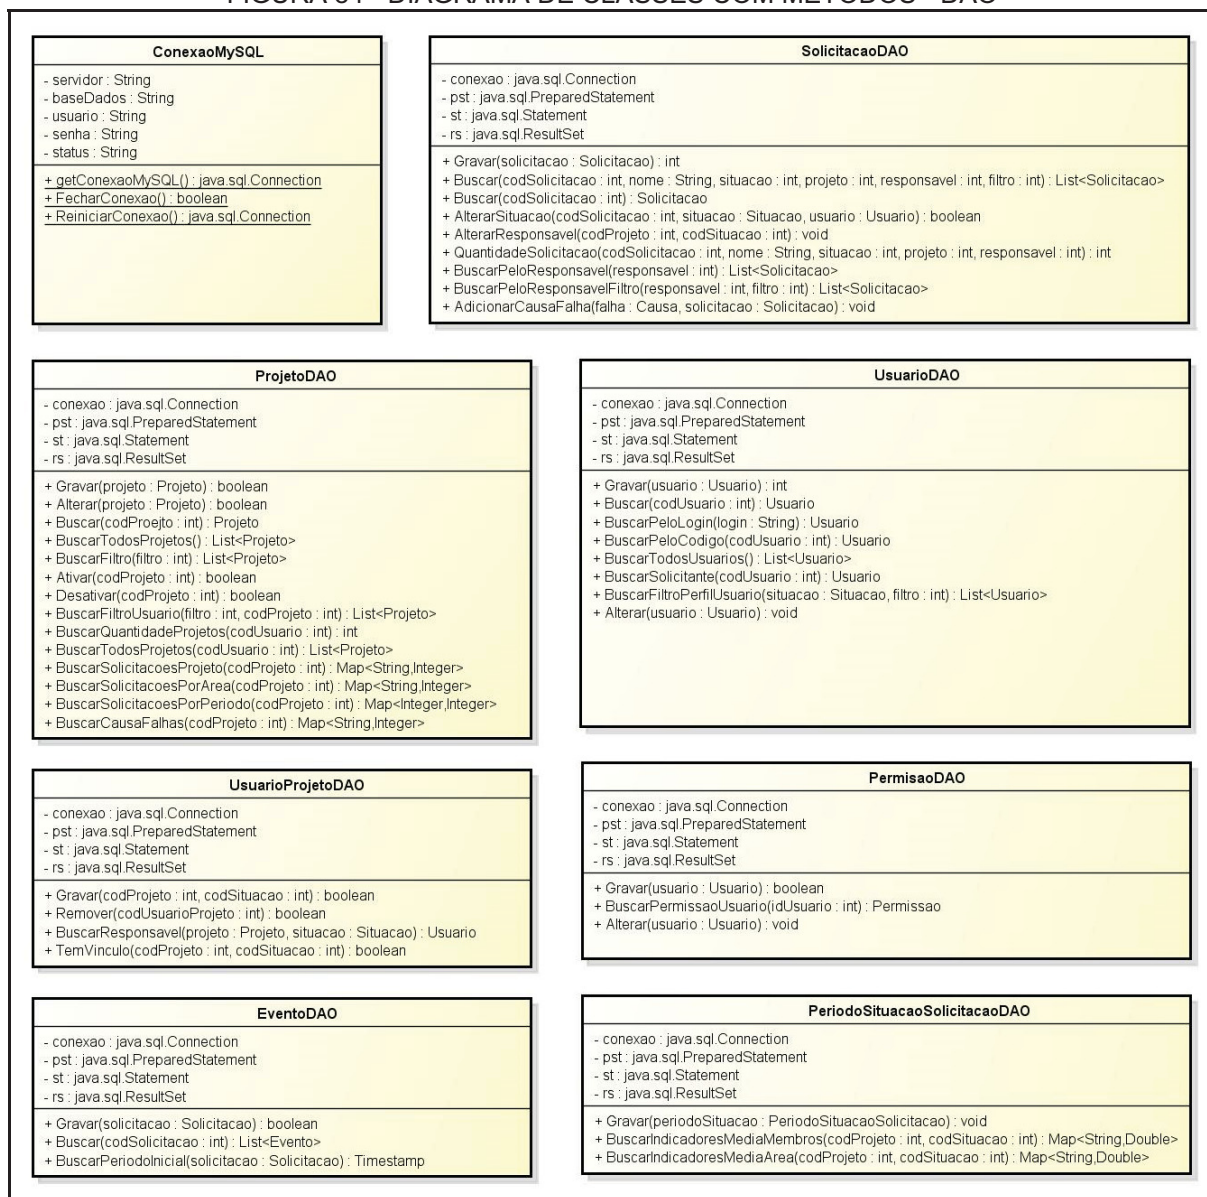 ConexaoMySQL
- servidor : String
- baseDados : String
- usuario : String
- senha : String
- status : String
+ getConexaoMySQL() : java.sql.Connection
+ FecharConexao() : boolean
+ ReiniciarConexao() : java.sql.Connection
SolicitacaoDAO
- conexao : java.sql.Connection
- pst : java.sql.PreparedStatement
- st : java.sql.Statement
- rs : java.sql.ResultSet
+ Gravar(solicitacao : Solicitacao) : int
+ Buscar(codSolicitacao : int, nome : String, situacao : int, projeto : int, responsavel : int, filtro : int) : List<Solicitacao>
+ Buscar(codSolicitacao : int) : Solicitacao
+ AlterarSituacao(codSolicitacao : int, situacao : Situacao, usuario : Usuario) : boolean
+ AlterarResponsavel(codProjeto : int, codSituacao : int) : void
+ QuantidadeSolicitacao(codSolicitacao : int, nome : String, situacao : int, projeto : int, responsavel : int) : int
+ BuscarPeloResponsavel(responsavel : int) : List<Solicitacao>
+ BuscarPeloResponsavelFiltro(responsavel : int, filtro : int) : List<Solicitacao>
+ AdicionarCausaFalha(falha : Causa, solicitacao : Solicitacao) : void
ProjetoDAO
- conexao : java.sql.Connection
- pst : java.sql.PreparedStatement
- st : java.sql.Statement
- rs : java.sql.ResultSet
+ Gravar(projeto : Projeto) : boolean
+ Alterar(projeto : Projeto) : boolean
+ Buscar(codProejto : int) : Projeto
+ BuscarTodosProjetos() : List<Projeto>
+ BuscarFiltro(filtro : int) : List<Projeto>
+ Ativar(codProjeto : int) : boolean
+ Desativar(codProjeto : int) : boolean
+ BuscarFiltroUsuario(filtro : int, codProjeto : int) : List<Projeto>
+ BuscarQuantidadeProjetos(codUsuario : int) : int
+ BuscarTodosProjetos(codUsuario : int) : List<Projeto>
+ BuscarSolicitacoesProjeto(codProjeto : int) : Map<String,Integer>
+ BuscarSolicitacoesPorArea(codProjeto : int) : Map<String,Integer>
+ BuscarSolicitacoesPorPeriodo(codProjeto : int) : Map<Integer,Integer>
+ BuscarCausaFalhas(codProjeto : int) : Map<String,Integer>
UsuarioDAO
- conexao : java.sql.Connection
- pst : java.sql.PreparedStatement
- st : java.sql.Statement
- rs : java.sql.ResultSet
+ Gravar(usuario : Usuario) : int
+ Buscar(codUsuario : int) : Usuario
+ BuscarPeloLogin(login : String) : Usuario
+ BuscarPeloCodigo(codUsuario : int) : Usuario
+ BuscarTodosUsuarios() : List<Usuario>
+ BuscarSolicitante(codUsuario : int) : Usuario
+ BuscarFiltroPerfilUsuario(situacao : Situacao, filtro : int) : List<Usuario>
+ Alterar(usuario : Usuario) : void
UsuarioProjetoDAO
- conexao : java.sql.Connection
- pst : java.sql.PreparedStatement
- st : java.sql.Statement
- rs : java.sql.ResultSet
+ Gravar(codProjeto : int, codSituacao : int) : boolean
+ Remover(codUsuarioProjeto : int) : boolean
+ BuscarResponsavel(projeto : Projeto, situacao : Situacao) : Usuario
+ TemVinculo(codProjeto : int, codSituacao : int) : boolean
PermisaoDAO
- conexao : java.sql.Connection
- pst : java.sql.PreparedStatement
- st : java.sql.Statement
- rs : java.sql.ResultSet
+ Gravar(usuario : Usuario) : boolean
+ BuscarPermissaoUsuario(idUsuario : int) : Permissao
+ Alterar(usuario : Usuario) : void
EventoDAO
- conexao : java.sql.Connection
- pst : java.sql.PreparedStatement
- st : java.sql.Statement
- rs : java.sql.ResultSet
+ Gravar(solicitacao : Solicitacao) : boolean
+ Buscar(codSolicitacao : int) : List<Evento>
+ BuscarPeriodoInicial(solicitacao : Solicitacao) : Timestamp
PeriodoSituacaoSolicitacaoDAO
- conexao : java.sql.Connection
- pst : java.sql.PreparedStatement
- st : java.sql.Statement
- rs : java.sql.ResultSet
+ Gravar(periodoSituacao : PeriodoSituacaoSolicitacao) : void
+ BuscarIndicadoresMediaMembros(codProjeto : int, codSituacao : int) : Map<String,Double>
+ BuscarIndicadoresMediaArea(codProjeto : int, codSituacao : int) : Map<String,Double>